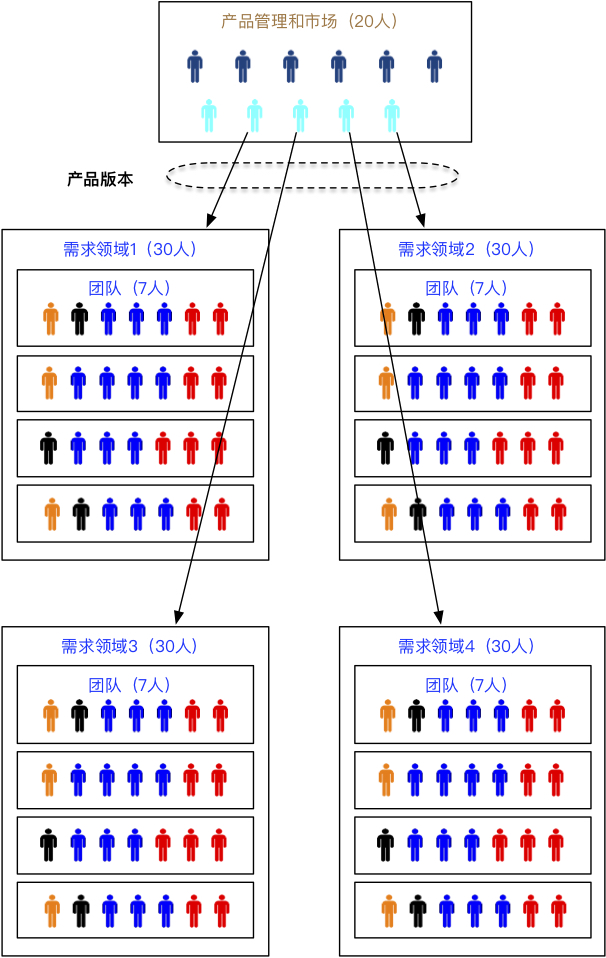 产品管理和市场（20人）
产品版本
需求领域1（30人）
团队（7人）
需求领域2（30人）
团队（7人）
需求领域3（30人）
团队（7人）
需求领域4（30人）
团队（7人）